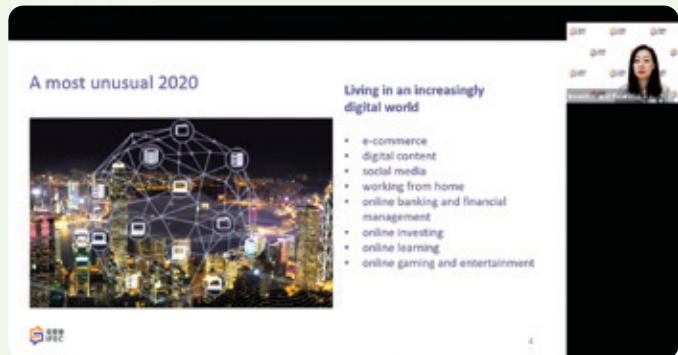 A most unusual 2020
Living in an increasingly
digital world
• e-commerce
• digital content
• social media
• working from home
• online banking and financial
management
• online investing
• online learning
• online gaming and entertainment
IFEC
4